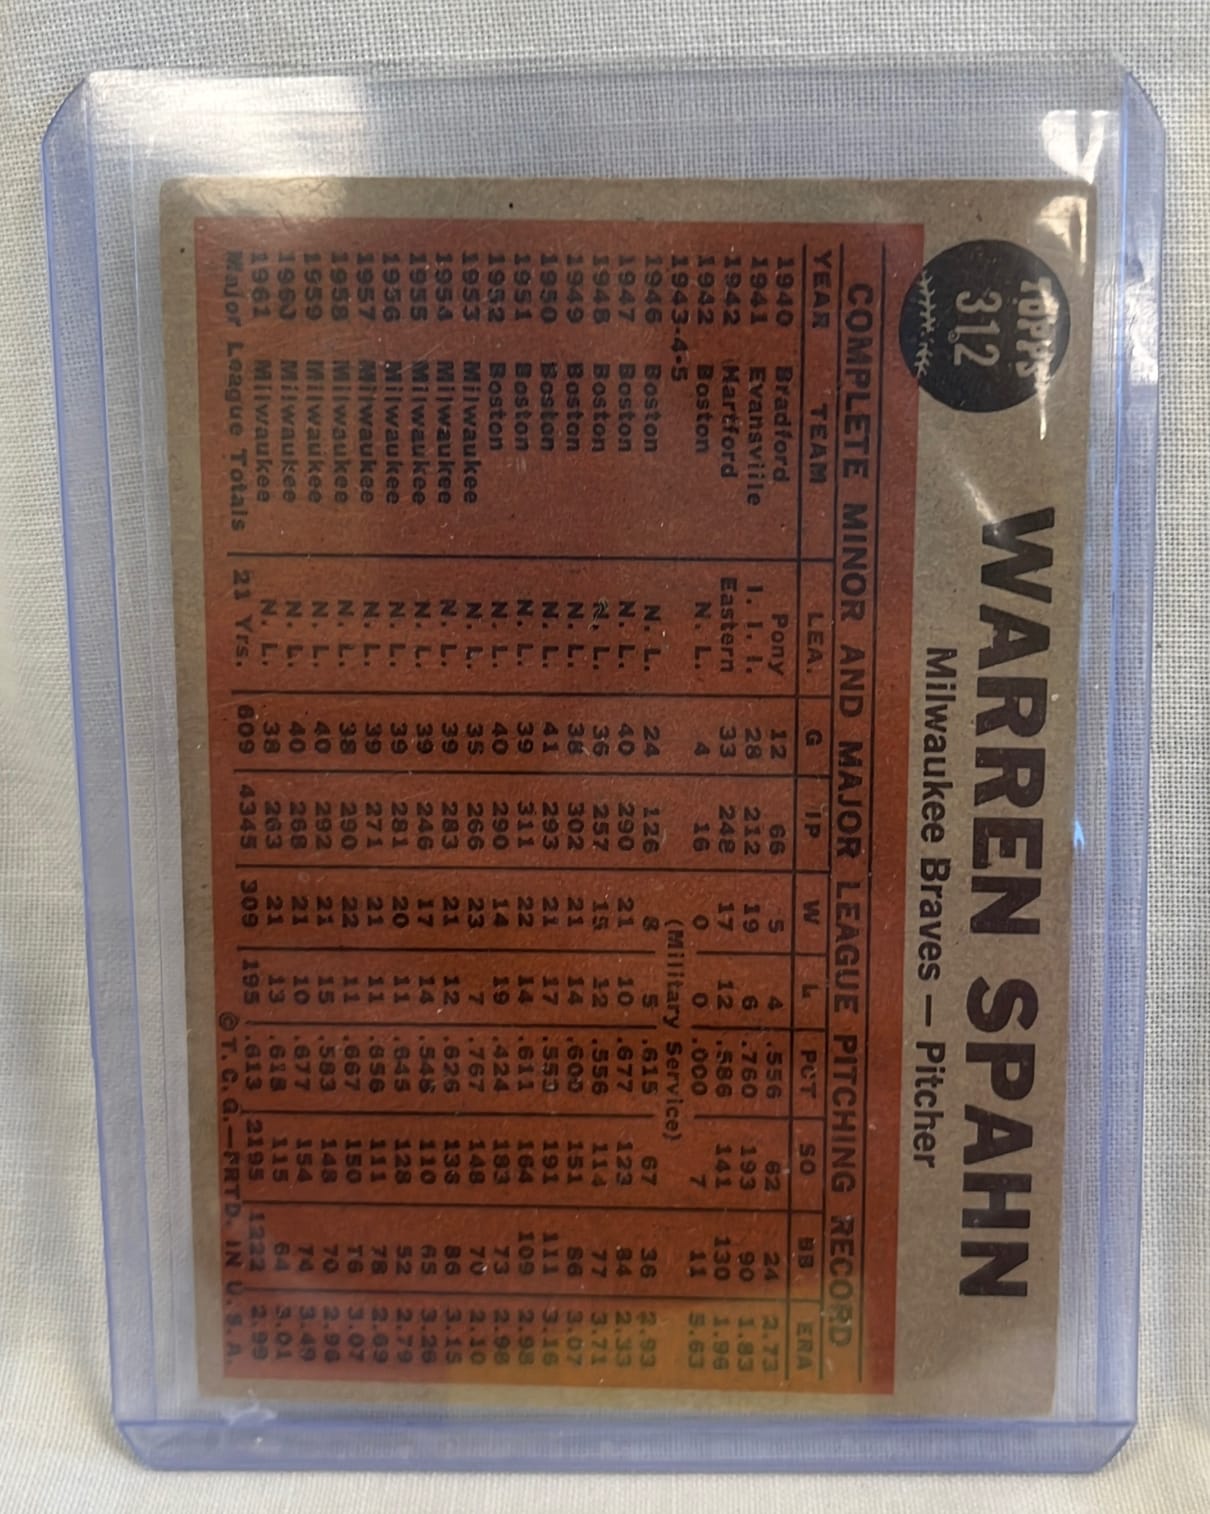 TOPPS
312
WARREN SPAHN
Milwaukee Braves — Pitcher
COMPLETE MINOR AND MAJOR LEAGUE PITCHING RECORD
YEAR TEAM LEA. G IP W L PCT SO BB ERA
1940 Bradford Pony 12 66 5 4 .556 62 24 2.73
1941 Evansville I. I. I. 28 212 19 6 .760 193 90 1.83
1942 Hartford Eastern 33 248 17 12 .586 141 130 1.96
1942 Boston N. L. 4 16 0 0 .000 7 11 5.63
1943-4-5 (Military Service)
1946 Boston N. L. 24 126 8 5 .615 67 36 2.93
1947 Boston N. L. 40 290 21 10 .677 123 84 2.33
1948 Boston N. L. 36 257 15 12 .556 114 77 3.71
1949 Boston N. L. 38 302 21 14 .600 151 86 3.07
1950 Boston N. L. 41 293 21 17 .553 191 111 3.16
1951 Boston N. L. 39 311 22 14 .611 164 109 2.98
1952 Boston N. L. 40 290 14 19 .424 183 73 2.98
1953 Milwaukee N. L. 35 266 23 7 .767 148 70 2.10
1954 Milwaukee N. L. 39 283 21 12 .636 136 86 3.15
1955 Milwaukee N. L. 39 246 17 14 .548 110 65 3.26
1956 Milwaukee N. L. 39 281 20 11 .645 128 52 2.79
1957 Milwaukee N. L. 39 271 21 11 .656 111 78 2.69
1958 Milwaukee N. L. 38 290 22 11 .667 150 76 3.07
1959 Milwaukee N. L. 40 292 21 15 .583 143 70 2.96
1960 Milwaukee N. L. 40 268 21 10 .677 154 74 3.49
1961 Milwaukee N. L. 38 263 21 13 .618 115 64 3.01
Major League Totals 21 Yrs. 609 4345 309 195 .613 2195 1222 2.99
© T. C. G.—PRTD. IN U. S. A.